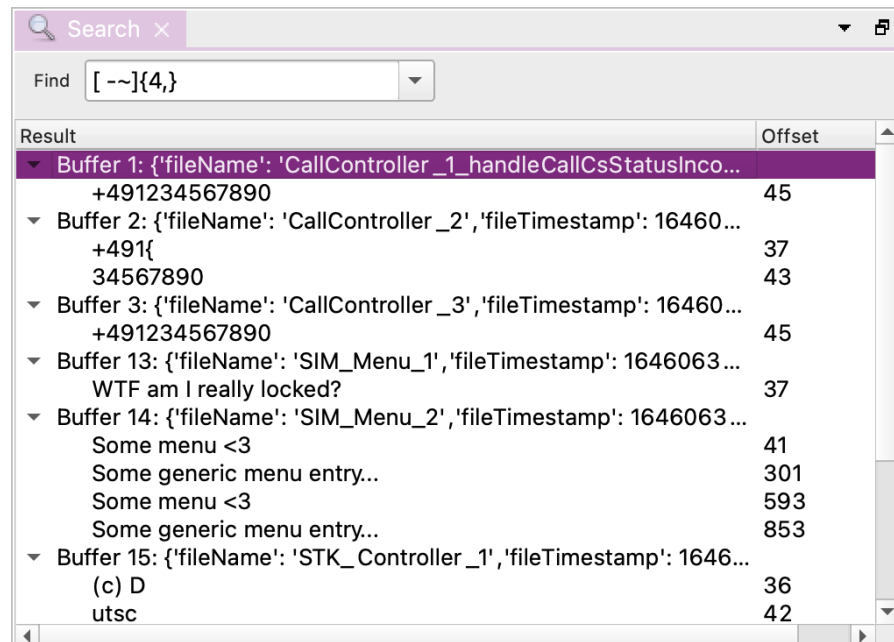 Search ×
Find [ -~]{4,}
Result Offset
Buffer 1: {'fileName': 'CallController_1_handleCallCsStatusInco...
+491234567890 45
Buffer 2: {'fileName': 'CallController_2','fileTimestamp': 16460...
+491{ 37
34567890 43
Buffer 3: {'fileName': 'CallController_3','fileTimestamp': 16460...
+491234567890 45
Buffer 13: {'fileName': 'SIM_Menu_1','fileTimestamp': 1646063...
WTF am I really locked? 37
Buffer 14: {'fileName': 'SIM_Menu_2','fileTimestamp': 1646063...
Some menu <3 41
Some generic menu entry... 301
Some menu <3 593
Some generic menu entry... 853
Buffer 15: {'fileName': 'STK_Controller_1','fileTimestamp': 1646...
(c) D 36
utsc 42